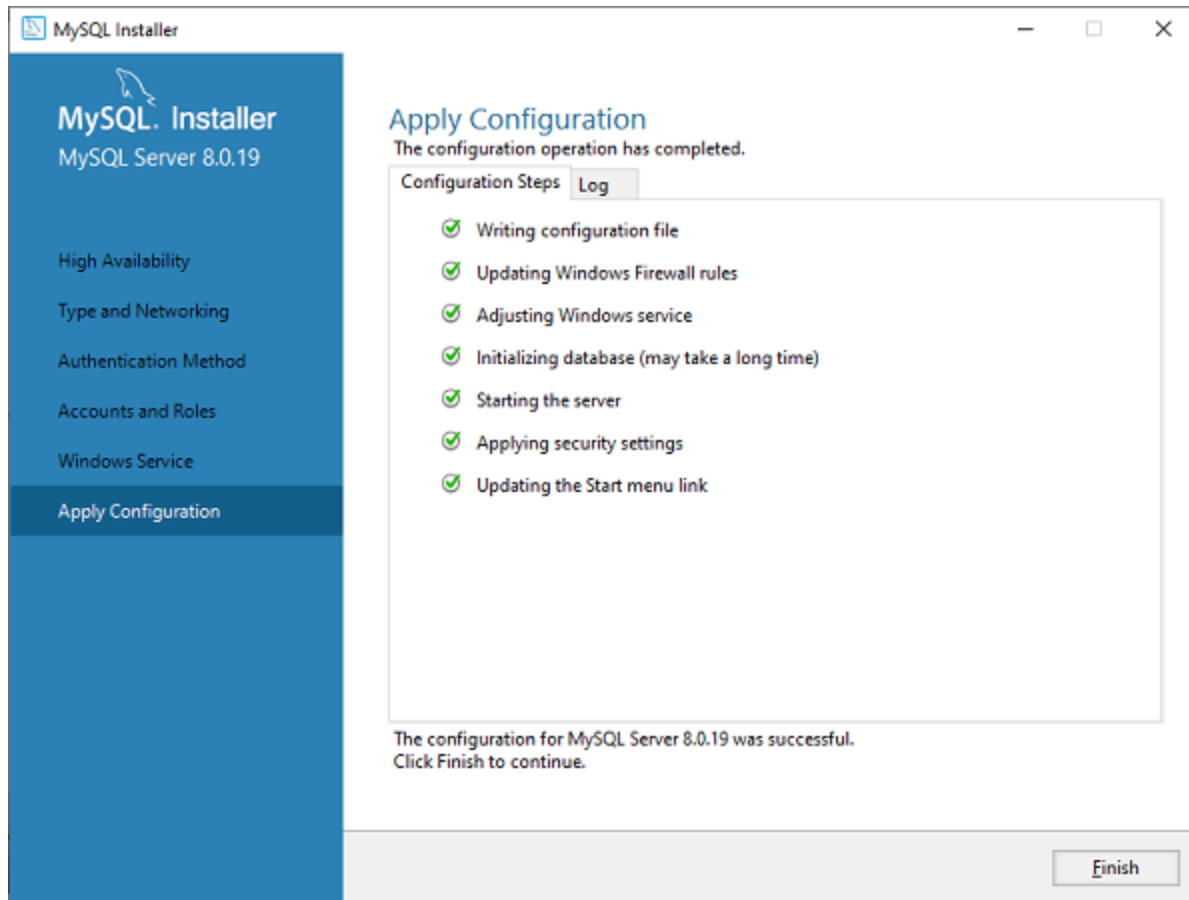 MySQL Installer
MySQL. Installer
MySQL Server 8.0.19
High Availability
Type and Networking
Authentication Method
Accounts and Roles
Windows Service
Apply Configuration
Apply Configuration
The configuration operation has completed.
Configuration Steps
Log
Writing configuration file
Updating Windows Firewall rules
Adjusting Windows service
Initializing database (may take a long time)
Starting the server
Applying security settings
Updating the Start menu link
The configuration for MySQL Server 8.0.19 was successful.
Click Finish to continue.
Finish